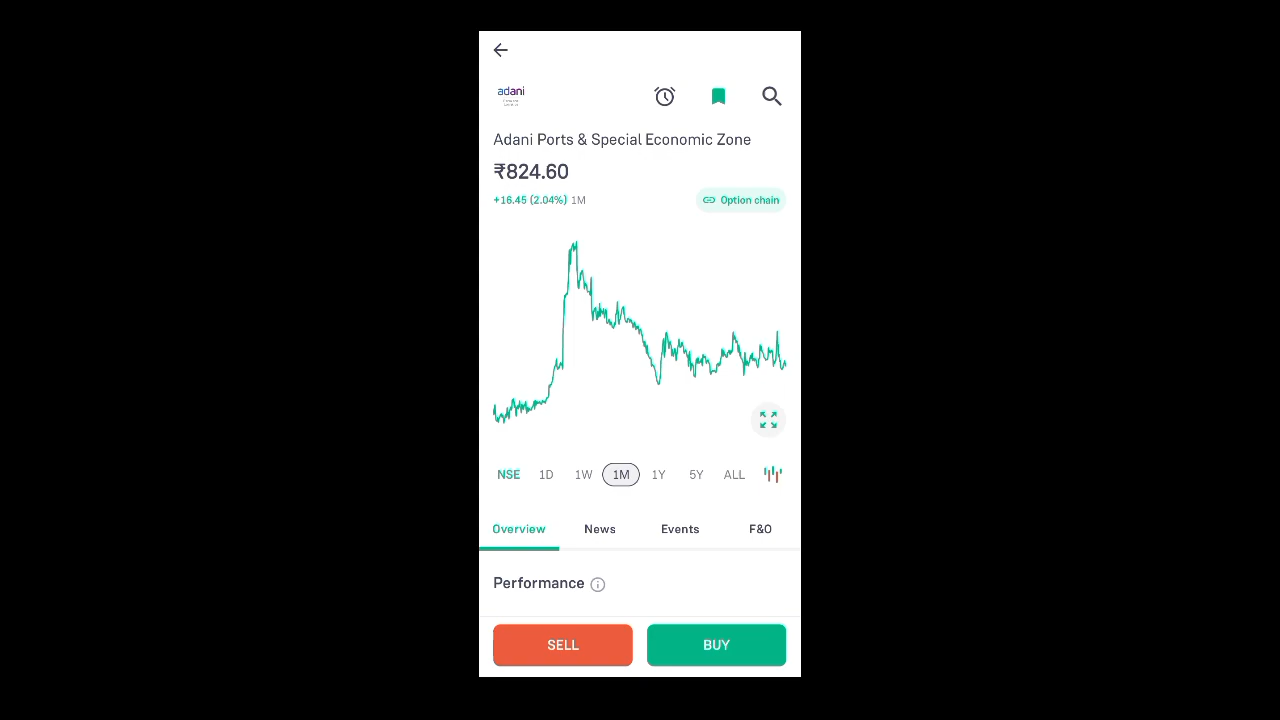 adani
Adani Ports & Special Economic Zone
₹824.60
+16.45 (2.04%) 1M
Option chain
NSE 1D 1W 1M 1Y 5Y ALL
Overview News Events F&O
Performance
SELL BUY